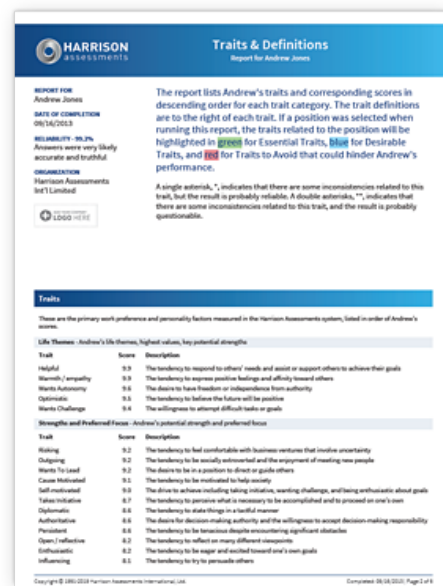 HARRISON
assessments
Traits & Definitions
Report for Andrew Jones
REPORT FOR
Andrew Jones
DATE OF COMPLETION
09/16/2013
RELIABILITY - 99.2%
Answers were very likely
accurate and truthful
ORGANIZATION
Harrison Assessments
Int'l Limited
LOGO HERE
The report lists Andrew's traits and corresponding scores in
descending order for each trait category. The trait definitions
are to the right of each trait. If a position was selected when
running this report, the traits related to the position will be
highlighted in green for Essential Traits, blue for Desirable
Traits, and red for Traits to Avoid that could hinder Andrew's
performance.
A single asterisk, *, indicates that there are some inconsistencies related to this
trait, but the result is probably reliable. A double asterisks, **, indicates that
there are some inconsistencies related to this trait, and the result is probably
questionable.
Traits
These are the primary work preference and personality factors measured in the Harrison Assessments system, listed in order of Andrew's
scores.
Life Themes - Andrew's life themes, highest values, key potential strengths
Trait Score Description
Helpful 9.9 The tendency to respond to others' needs and assist or support others to achieve their goals
Warmth / empathy 9.9 The tendency to express positive feelings and affinity toward others
Wants Autonomy 9.6 The desire to have freedom or independence from authority
Optimistic 9.5 The tendency to believe the future will be positive
Wants Challenge 9.4 The willingness to attempt difficult tasks or goals
Strengths and Preferred Focus - Andrew's potential strength and preferred focus
Trait Score Description
Risking 9.2 The tendency to feel comfortable with business ventures that involve uncertainty
Outgoing 9.2 The tendency to be socially extroverted and the enjoyment of meeting new people
Wants To Lead 9.2 The desire to be in a position to direct or guide others
Cause Motivated 9.1 The tendency to be motivated to help society
Self-motivated 9.0 The drive to achieve including taking initiative, wanting challenge, and being enthusiastic about goals
Takes Initiative 8.7 The tendency to perceive what is necessary to be accomplished and to proceed on one's own
Diplomatic 8.6 The tendency to state things in a tactful manner
Authoritative 8.6 The desire for decision-making authority and the willingness to accept decision-making responsibility
Persistent 8.6 The tendency to be tenacious despite encountering significant obstacles
Open / reflective 8.2 The tendency to reflect on many different viewpoints
Enthusiastic 8.2 The tendency to be eager and excited toward one's own goals
Influencing 8.1 The tendency to try to persuade others
Copyright © 1991-2019 Harrison Assessments International, Ltd.